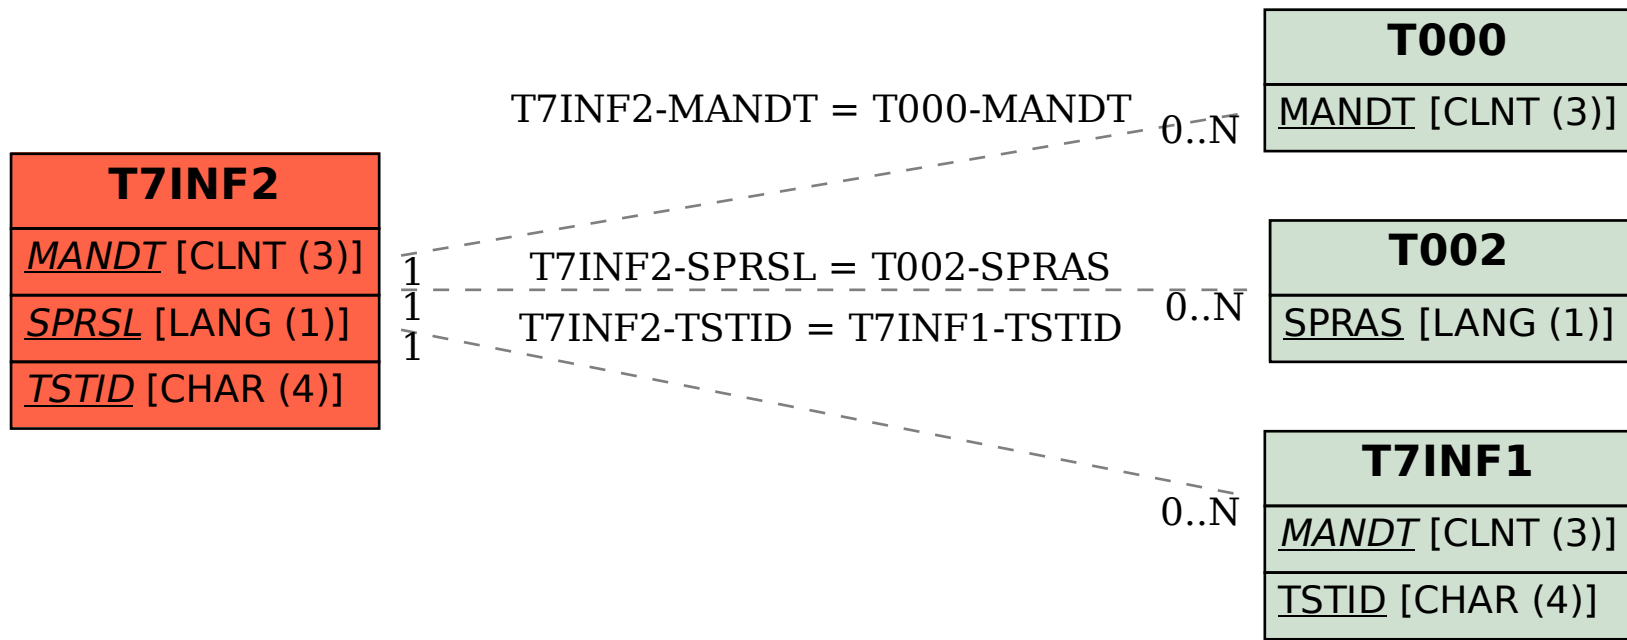 T7INF2
MANDT [CLNT (3)]
SPRSL [LANG (1)]
TSTID [CHAR (4)]
T7INF2-MANDT = T000-MANDT
0..N
1
T7INF2-SPRSL = T002-SPRAS
1
0..N
T7INF2-TSTID = T7INF1-TSTID
1
0..N
T000
MANDT [CLNT (3)]
T002
SPRAS [LANG (1)]
T7INF1
MANDT [CLNT (3)]
TSTID [CHAR (4)]